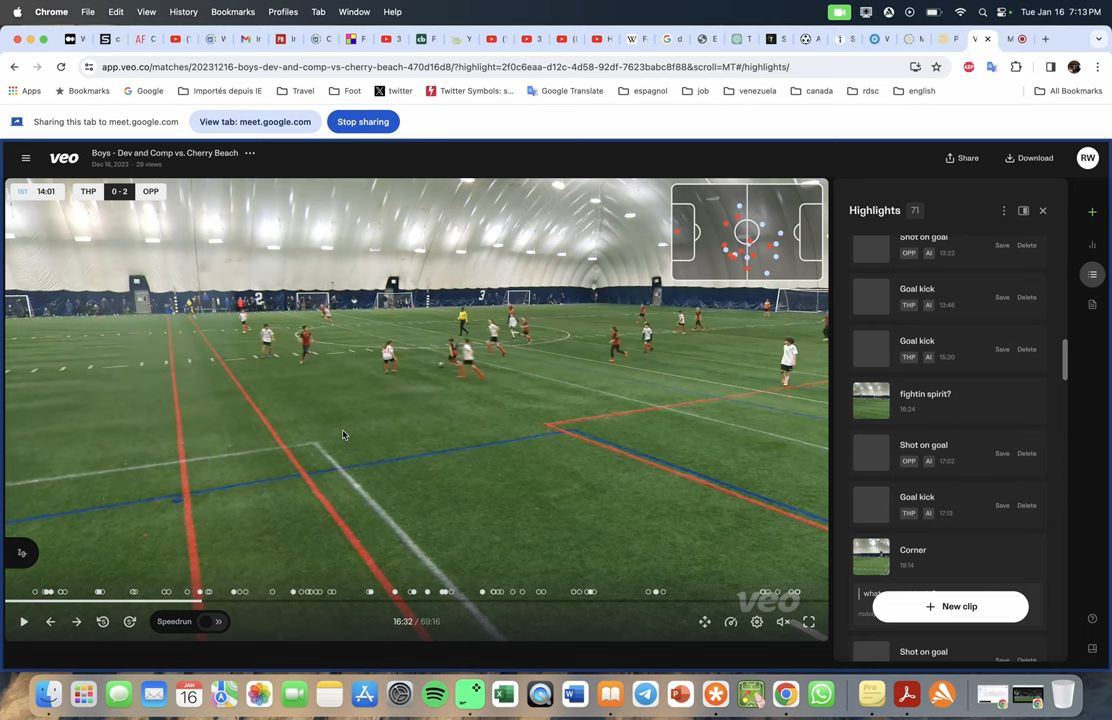 Chrome File Edit View History Bookmarks Profiles Tab Window Help Tue Jan 16 7:13 PM
app.veo.co/matches/20231216-boys-dev-and-comp-vs-cherry-beach-470d16d8/?highlight=2f0c6eaa-d12c-4d58-92df-7623babc8f88&scroll=MT#/highlights/
Apps Bookmarks Google Importés depuis IE Travel Foot twitter Twitter Symbols: s... Google Translate espagnol job venezuela canada rdsc english All Bookmarks
Sharing this tab to meet.google.com View tab: meet.google.com Stop sharing
veo Boys - Dev and Comp vs. Cherry Beach ... Share Download RW
Dec 16, 2023 - 29 views
1ST 14:01 THP 0 - 2 OPP
Highlights 71
Shot on goal Save Delete
OPP AI 13:22
Goal kick Save Delete
THP AI 13:46
Goal kick Save Delete
THP AI 15:20
fightin spirit?
16:24
Shot on goal Save Delete
OPP AI 17:02
Goal kick Save Delete
THP AI 17:13
Corner
19:14
+ New clip
Shot on goal Save Delete
veo
Speedrun 16:32 / 69:16
JAN
16